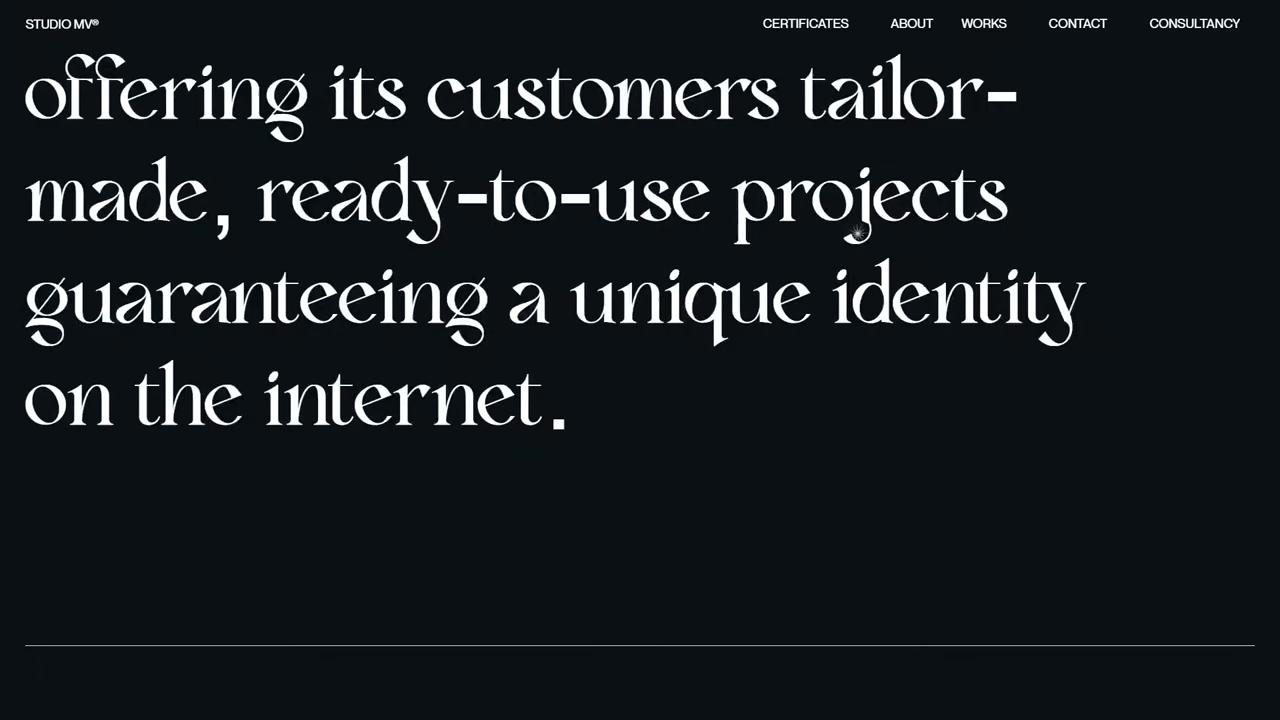 STUDIO MV® CERTIFICATES ABOUT WORKS CONTACT CONSULTANCY
offering its customers tailor-
made, ready-to-use projects
guaranteeing a unique identity
on the internet.